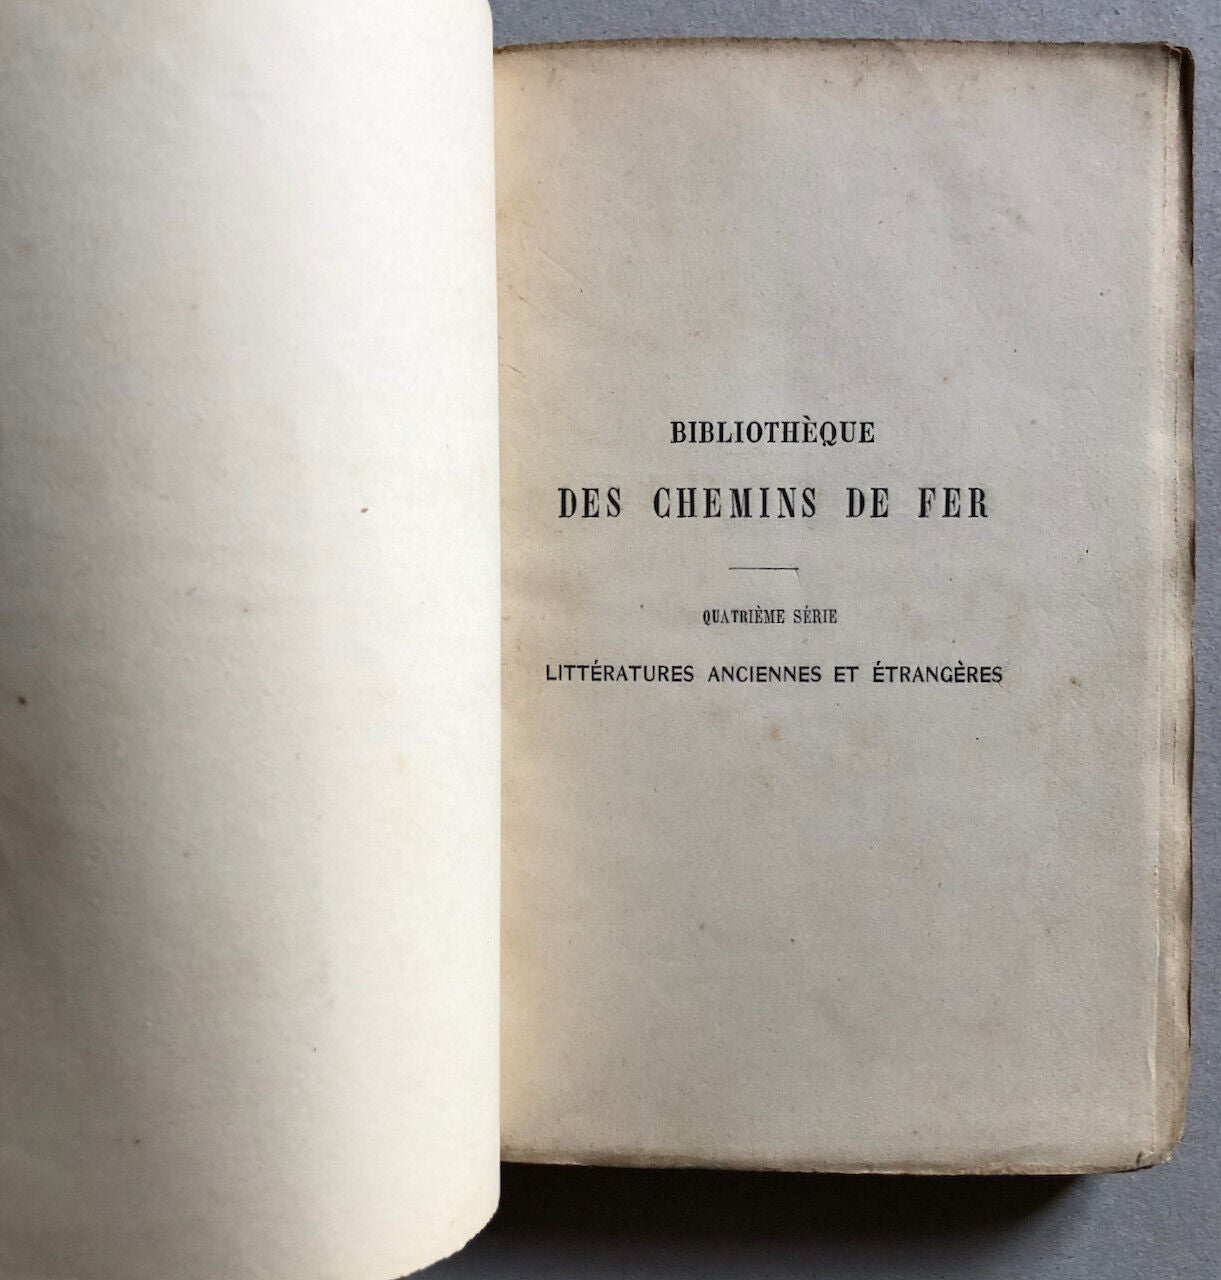 BIBLIOTHÈQUE
DES CHEMINS DE FER
QUATRIÈME SÉRIE
LITTÉRATURES ANCIENNES ET ÉTRANGÈRES